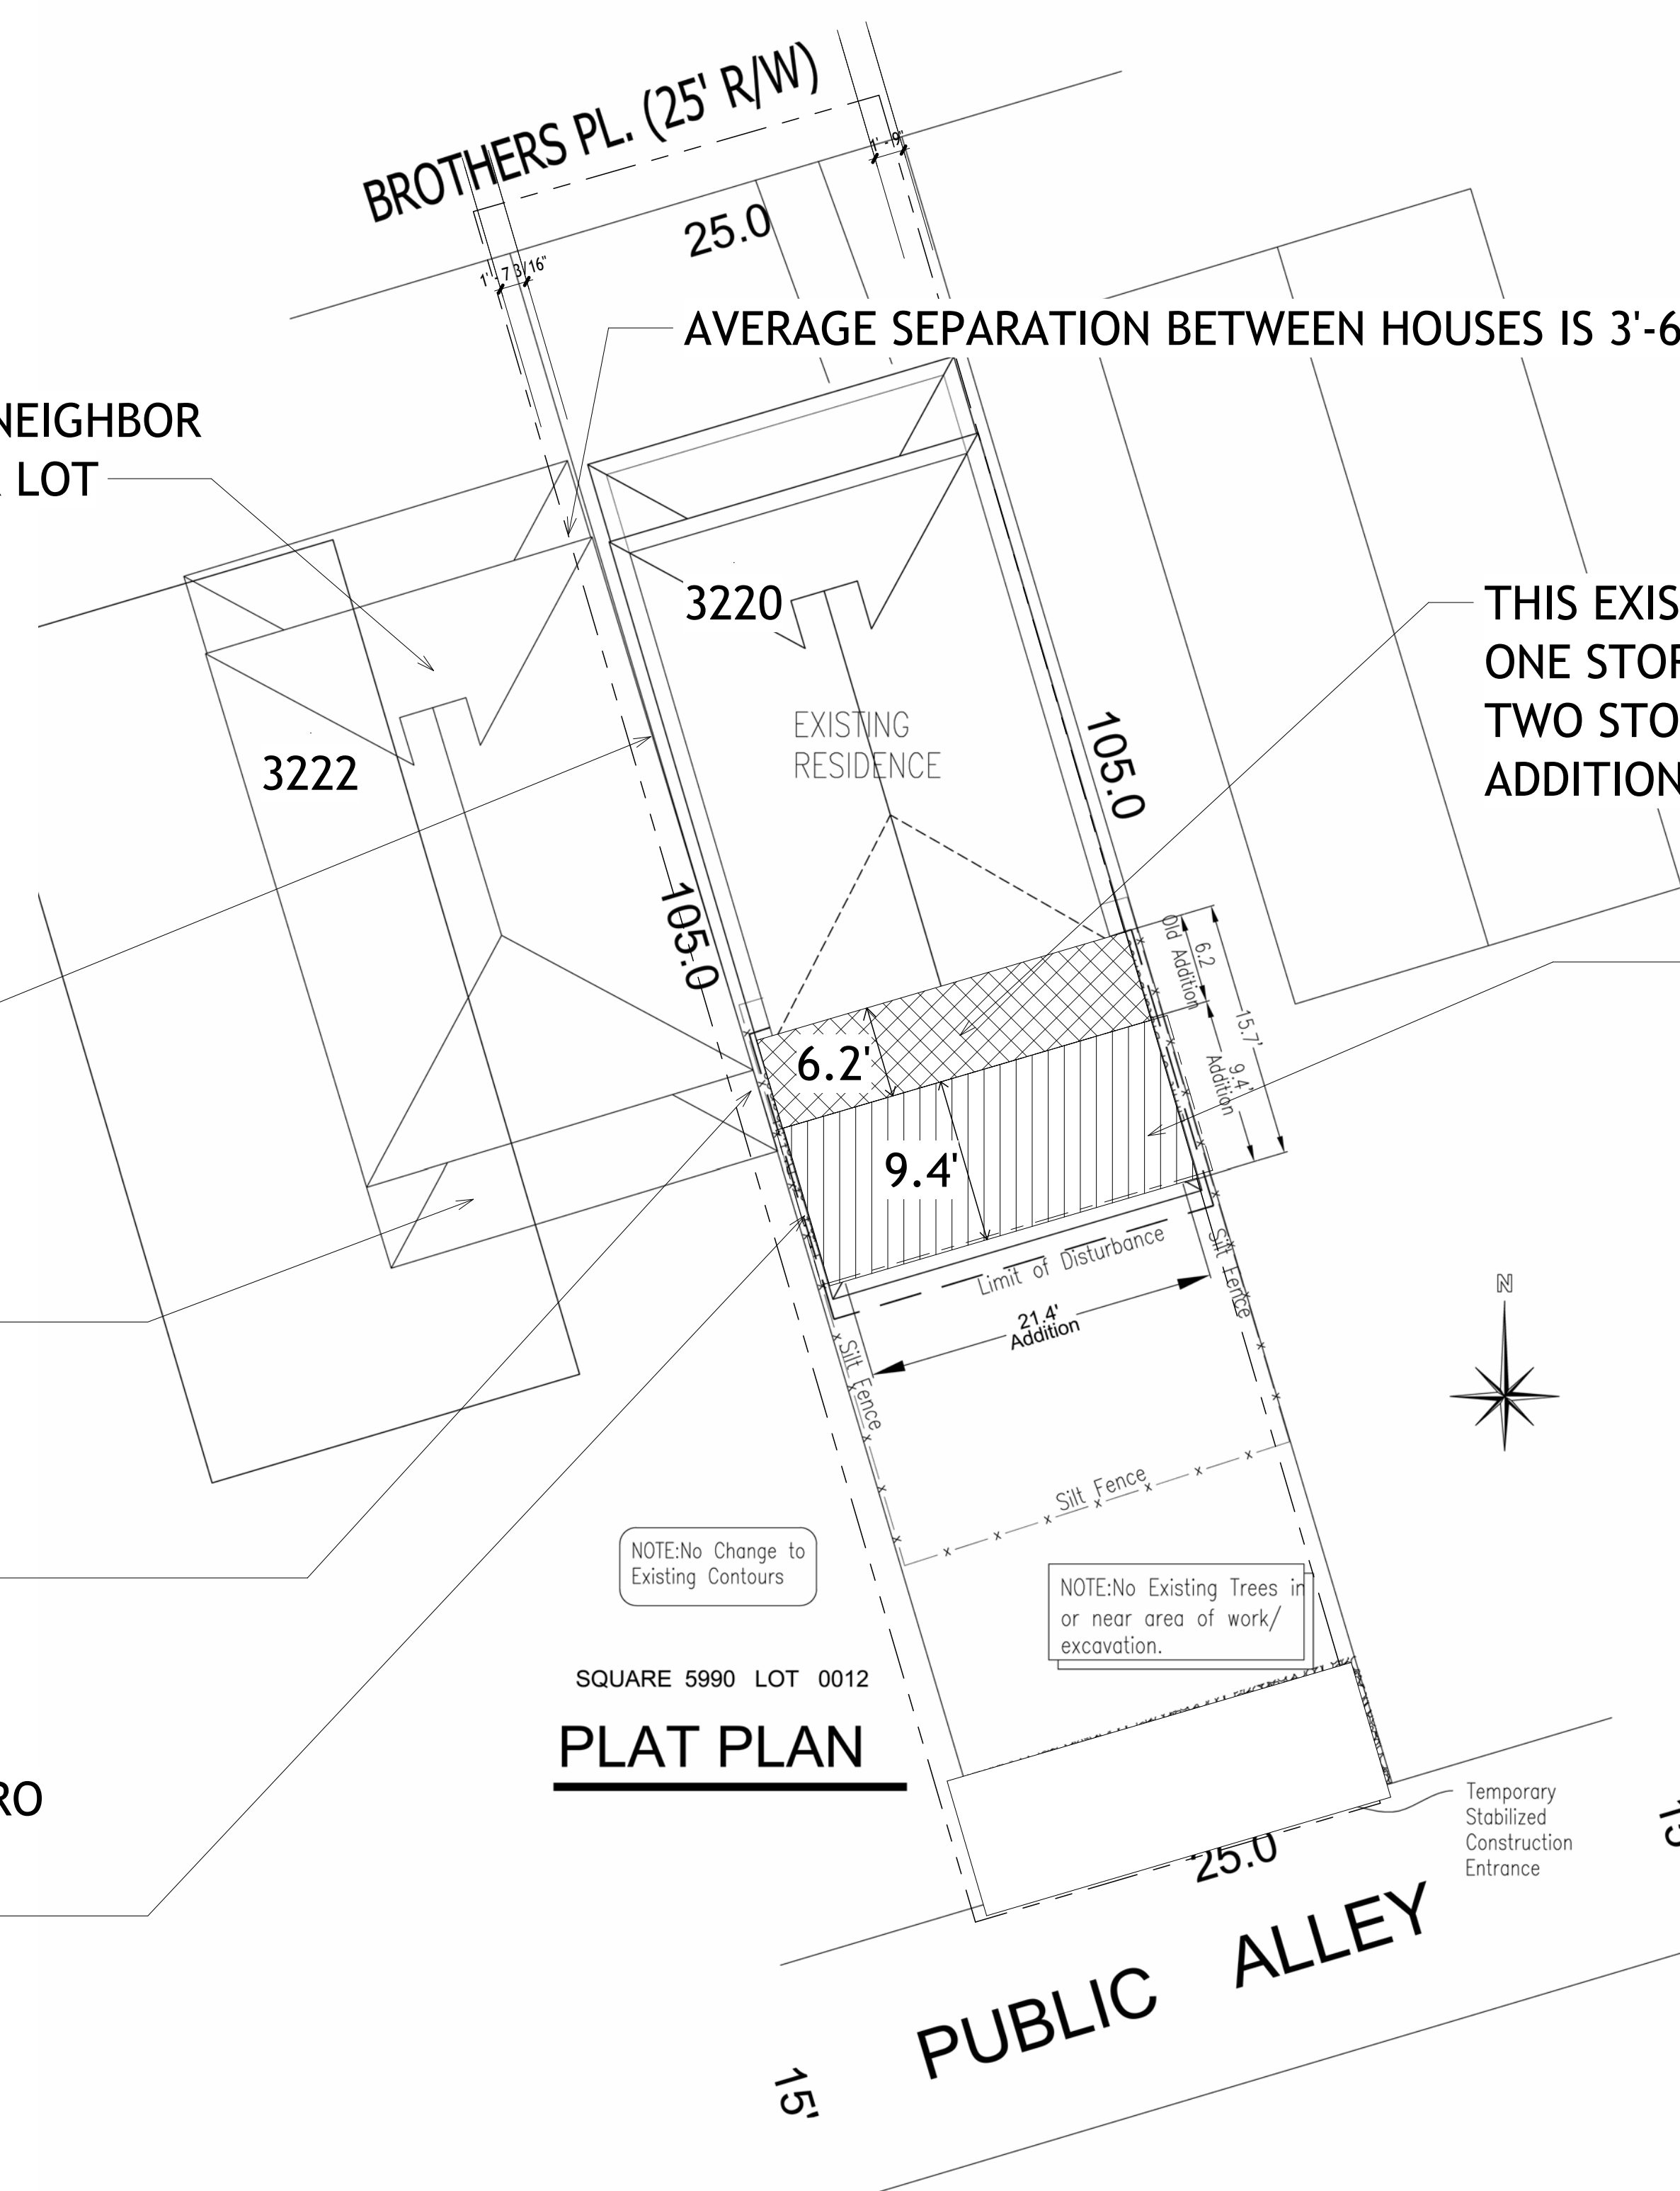 BROTHERS PL. (25' R/W)
1' - 9"
25.0
1' - 7 3/16"
AVERAGE SEPARATION BETWEEN HOUSES IS 3'-6
NEIGHBOR
LOT
3220
THIS EXIS
ONE STOR
TWO STO
ADDITION
EXISTING
RESIDENCE
3222
105.0
105.0
Old Addition
6.2
15.7'
9.4'
Addition
6.2'
9.4'
Limit of Disturbance
Silt Fence
21.4'
Addition
Silt Fence
N
Silt Fence
NOTE:No Change to
Existing Contours
NOTE:No Existing Trees in
or near area of work/
excavation.
SQUARE 5990 LOT 0012
PLAT PLAN
RO
Temporary
Stabilized
Construction
Entrance
25.0
PUBLIC ALLEY
15'